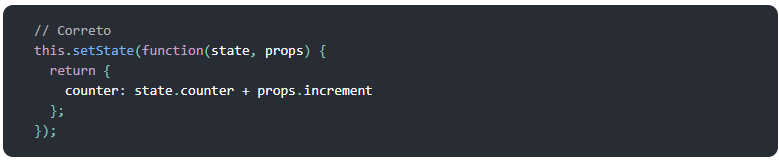 // Correto
this.setState(function(state, props) {
  return {
    counter: state.counter + props.increment
  };
});